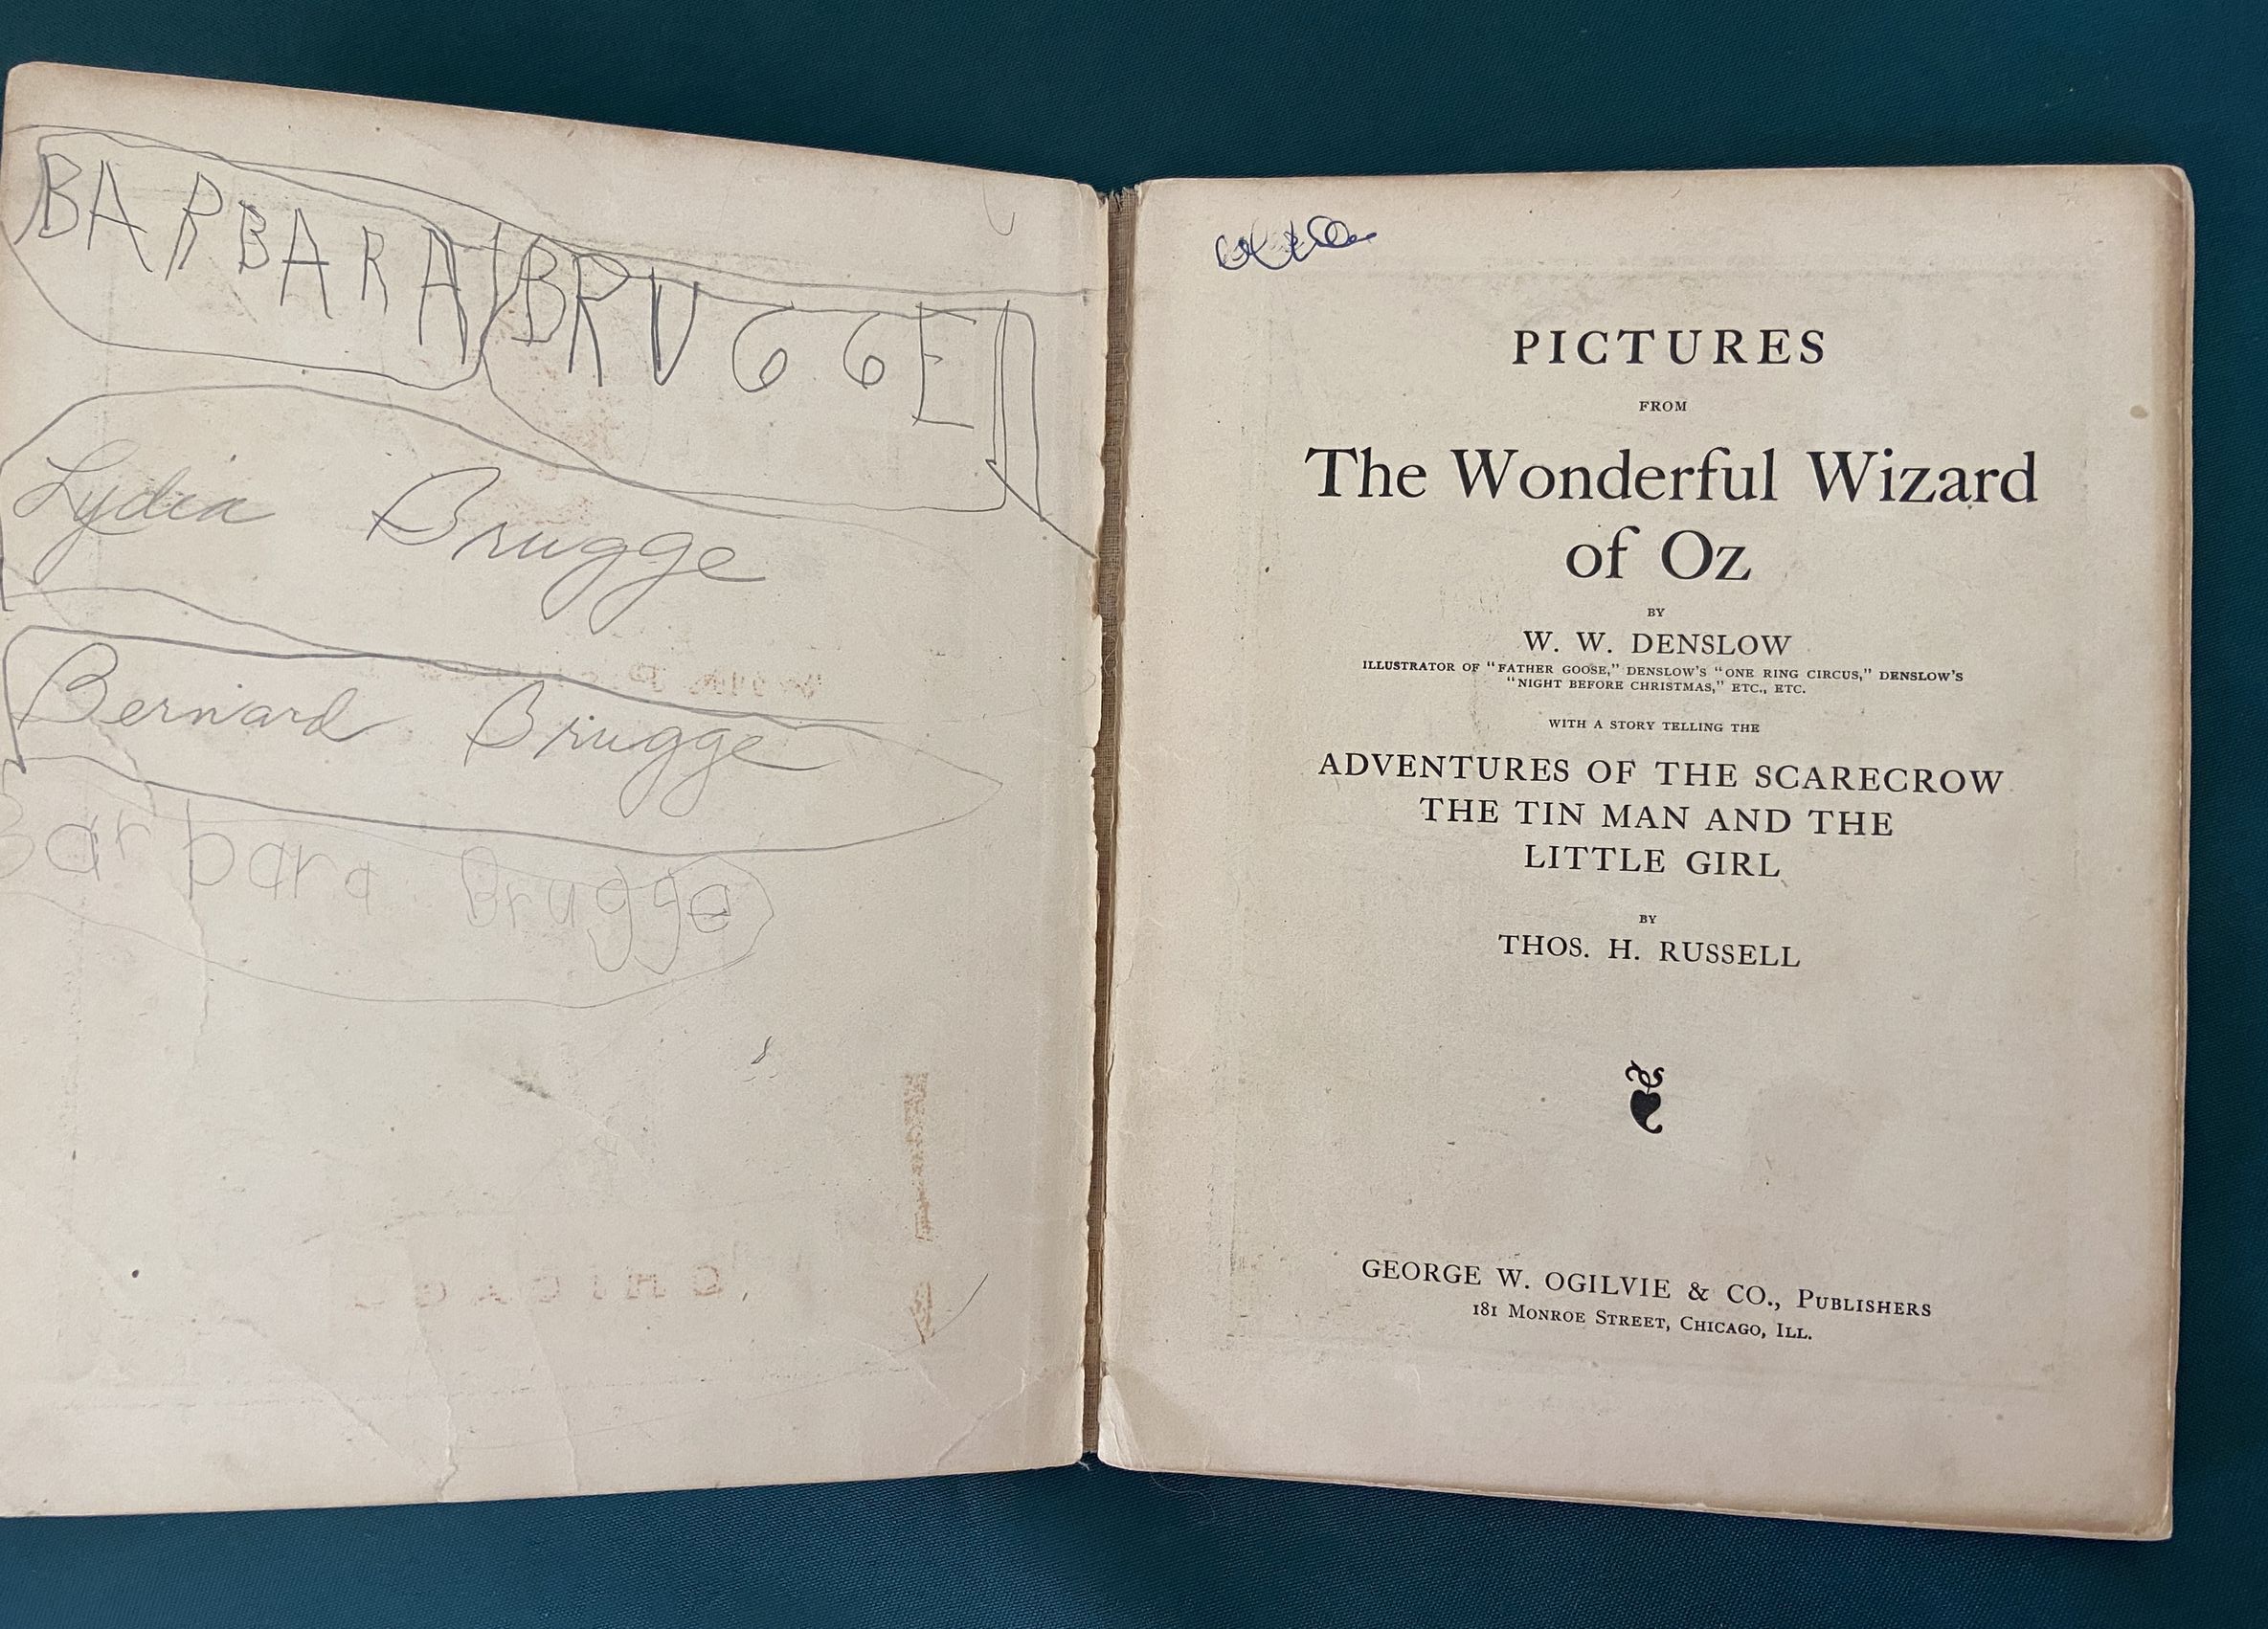 BARBARA BRUGGE
Lydia Brugge
Bernard Brugge
Barbara Brugge
CHICAGO
PICTURES
FROM
The Wonderful Wizard
of Oz
BY
W. W. DENSLOW
ILLUSTRATOR OF "FATHER GOOSE," DENSLOW'S "ONE RING CIRCUS," DENSLOW'S
"NIGHT BEFORE CHRISTMAS," ETC., ETC.
WITH A STORY TELLING THE
ADVENTURES OF THE SCARECROW
THE TIN MAN AND THE
LITTLE GIRL
BY
THOS. H. RUSSELL
GEORGE W. OGILVIE & CO., PUBLISHERS
181 MONROE STREET, CHICAGO, ILL.